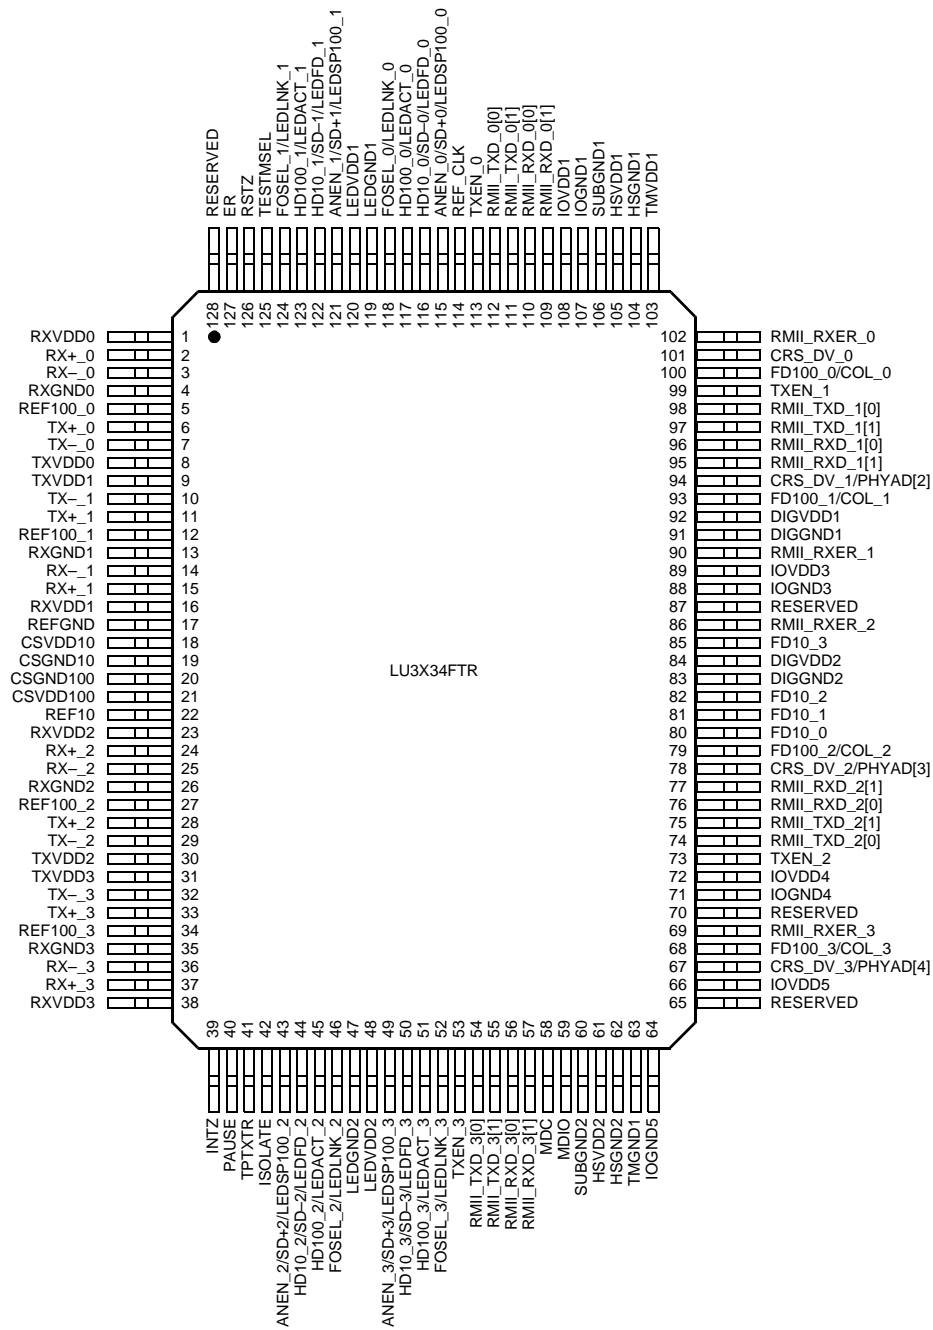 RESERVED
ER
RSTZ
TESTMSEL
FOSEL_1/LEDLNK_1
HD100_1/LEDACT_1
HD10_1/SD–1/LEDFD_1
ANEN_1/SD+1/LEDSP100_1
LEDVDD1
LEDGND1
FOSEL_0/LEDLNK_0
HD100_0/LEDACT_0
HD10_0/SD–0/LEDFD_0
ANEN_0/SD+0/LEDSP100_0
REF_CLK
TXEN_0
RMII_TXD_0[0]
RMII_TXD_0[1]
RMII_RXD_0[0]
RMII_RXD_0[1]
IOVDD1
IOGND1
SUBGND1
HSVDD1
HSGND1
TMVDD1
128
127
126
125
124
123
122
121
120
119
118
117
116
115
114
113
112
111
110
109
108
107
106
105
104
103
RXVDD0 1
RX+_0 2
RX–_0 3
RXGND0 4
REF100_0 5
TX+_0 6
TX–_0 7
TXVDD0 8
TXVDD1 9
TX–_1 10
TX+_1 11
REF100_1 12
RXGND1 13
RX–_1 14
RX+_1 15
RXVDD1 16
REFGND 17
CSVDD10 18
CSGND10 19
CSGND100 20
CSVDD100 21
REF10 22
RXVDD2 23
RX+_2 24
RX–_2 25
RXGND2 26
REF100_2 27
TX+_2 28
TX–_2 29
TXVDD2 30
TXVDD3 31
TX–_3 32
TX+_3 33
REF100_3 34
RXGND3 35
RX–_3 36
RX+_3 37
RXVDD3 38
LU3X34FTR
102 RMII_RXER_0
101 CRS_DV_0
100 FD100_0/COL_0
99 TXEN_1
98 RMII_TXD_1[0]
97 RMII_TXD_1[1]
96 RMII_RXD_1[0]
95 RMII_RXD_1[1]
94 CRS_DV_1/PHYAD[2]
93 FD100_1/COL_1
92 DIGVDD1
91 DIGGND1
90 RMII_RXER_1
89 IOVDD3
88 IOGND3
87 RESERVED
86 RMII_RXER_2
85 FD10_3
84 DIGVDD2
83 DIGGND2
82 FD10_2
81 FD10_1
80 FD10_0
79 FD100_2/COL_2
78 CRS_DV_2/PHYAD[3]
77 RMII_RXD_2[1]
76 RMII_RXD_2[0]
75 RMII_TXD_2[1]
74 RMII_TXD_2[0]
73 TXEN_2
72 IOVDD4
71 IOGND4
70 RESERVED
69 RMII_RXER_3
68 FD100_3/COL_3
67 CRS_DV_3/PHYAD[4]
66 IOVDD5
65 RESERVED
39
40
41
42
43
44
45
46
47
48
49
50
51
52
53
54
55
56
57
58
59
60
61
62
63
64
INTZ
PAUSE
TPTXTR
ISOLATE
ANEN_2/SD+2/LEDSP100_2
HD10_2/SD–2/LEDFD_2
HD100_2/LEDACT_2
FOSEL_2/LEDLNK_2
LEDGND2
LEDVDD2
ANEN_3/SD+3/LEDSP100_3
HD10_3/SD–3/LEDFD_3
HD100_3/LEDACT_3
FOSEL_3/LEDLNK_3
TXEN_3
RMII_TXD_3[0]
RMII_TXD_3[1]
RMII_RXD_3[0]
RMII_RXD_3[1]
MDC
MDIO
SUBGND2
HSVDD2
HSGND2
TMGND1
IOGND5